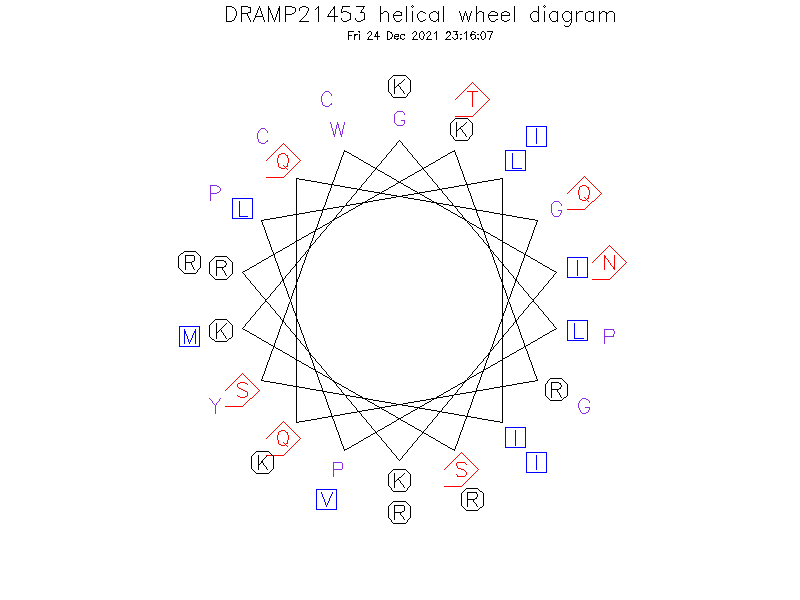 DRAMP21453 helical wheel diagram
Fri 24 Dec 2021 23:16:07
K
C T
G
C W K I
Q L
P L G Q
R R I N
M K L P
Y S R G
K Q I I
P S
V K R
R